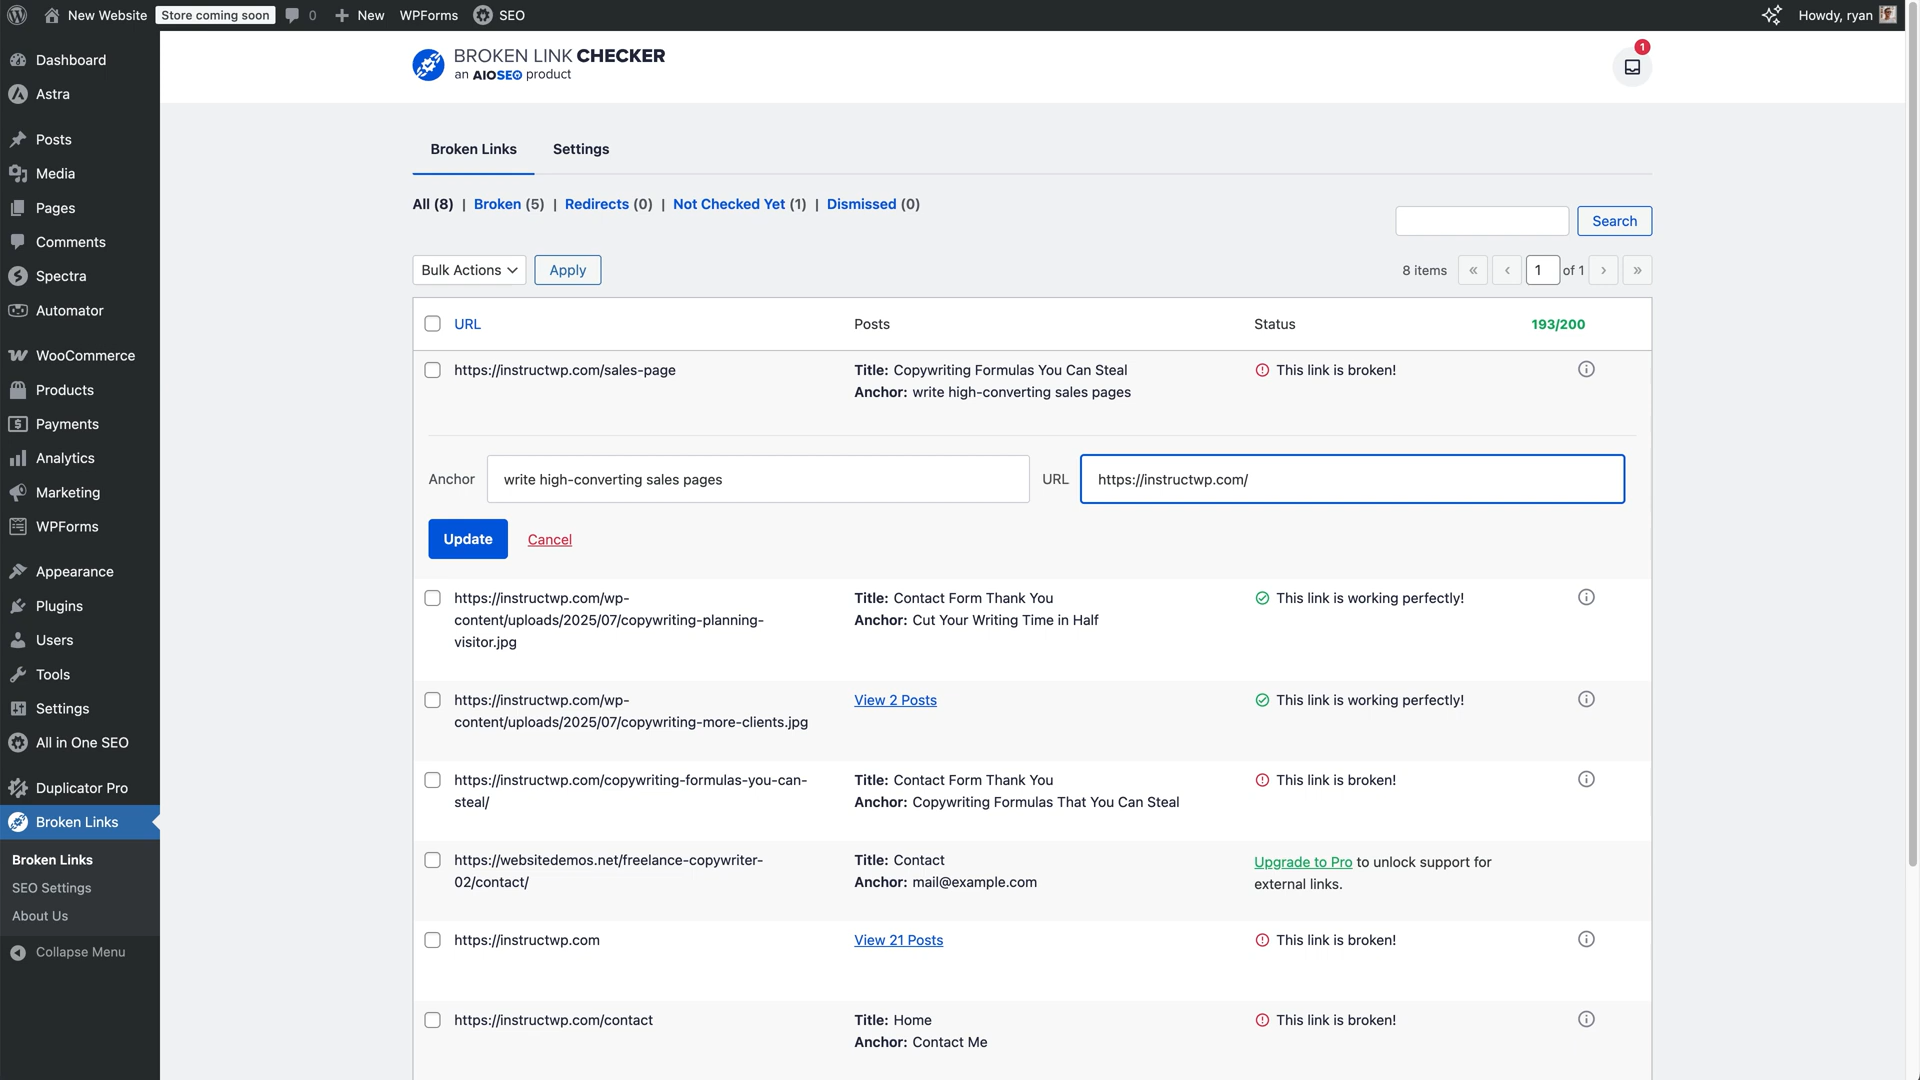 New Website
Store coming soon
0
New
WPForms
SEO
Howdy, ryan
Dashboard
Astra
Posts
Media
Pages
Comments
Spectra
Automator
WooCommerce
Products
Payments
Analytics
Marketing
WPForms
Appearance
Plugins
Users
Tools
Settings
All in One SEO
Duplicator Pro
Broken Links
Broken Links
SEO Settings
About Us
Collapse Menu
BROKEN LINK CHECKER
an AIOSEO product
1
Broken Links
Settings
All (8) | Broken (5) | Redirects (0) | Not Checked Yet (1) | Dismissed (0)
Search
Bulk Actions
Apply
8 items « ‹ 1 of 1 › »
URL
Posts
Status
193/200
https://instructwp.com/sales-page
Title: Copywriting Formulas You Can Steal
Anchor: write high-converting sales pages
This link is broken!
Anchor
write high-converting sales pages
URL
https://instructwp.com/
Update
Cancel
https://instructwp.com/wp-
content/uploads/2025/07/copywriting-planning-
visitor.jpg
Title: Contact Form Thank You
Anchor: Cut Your Writing Time in Half
This link is working perfectly!
https://instructwp.com/wp-
content/uploads/2025/07/copywriting-more-clients.jpg
View 2 Posts
This link is working perfectly!
https://instructwp.com/copywriting-formulas-you-can-
steal/
Title: Contact Form Thank You
Anchor: Copywriting Formulas That You Can Steal
This link is broken!
https://websitedemos.net/freelance-copywriter-
02/contact/
Title: Contact
Anchor: mail@example.com
Upgrade to Pro to unlock support for
external links.
https://instructwp.com
View 21 Posts
This link is broken!
https://instructwp.com/contact
Title: Home
Anchor: Contact Me
This link is broken!